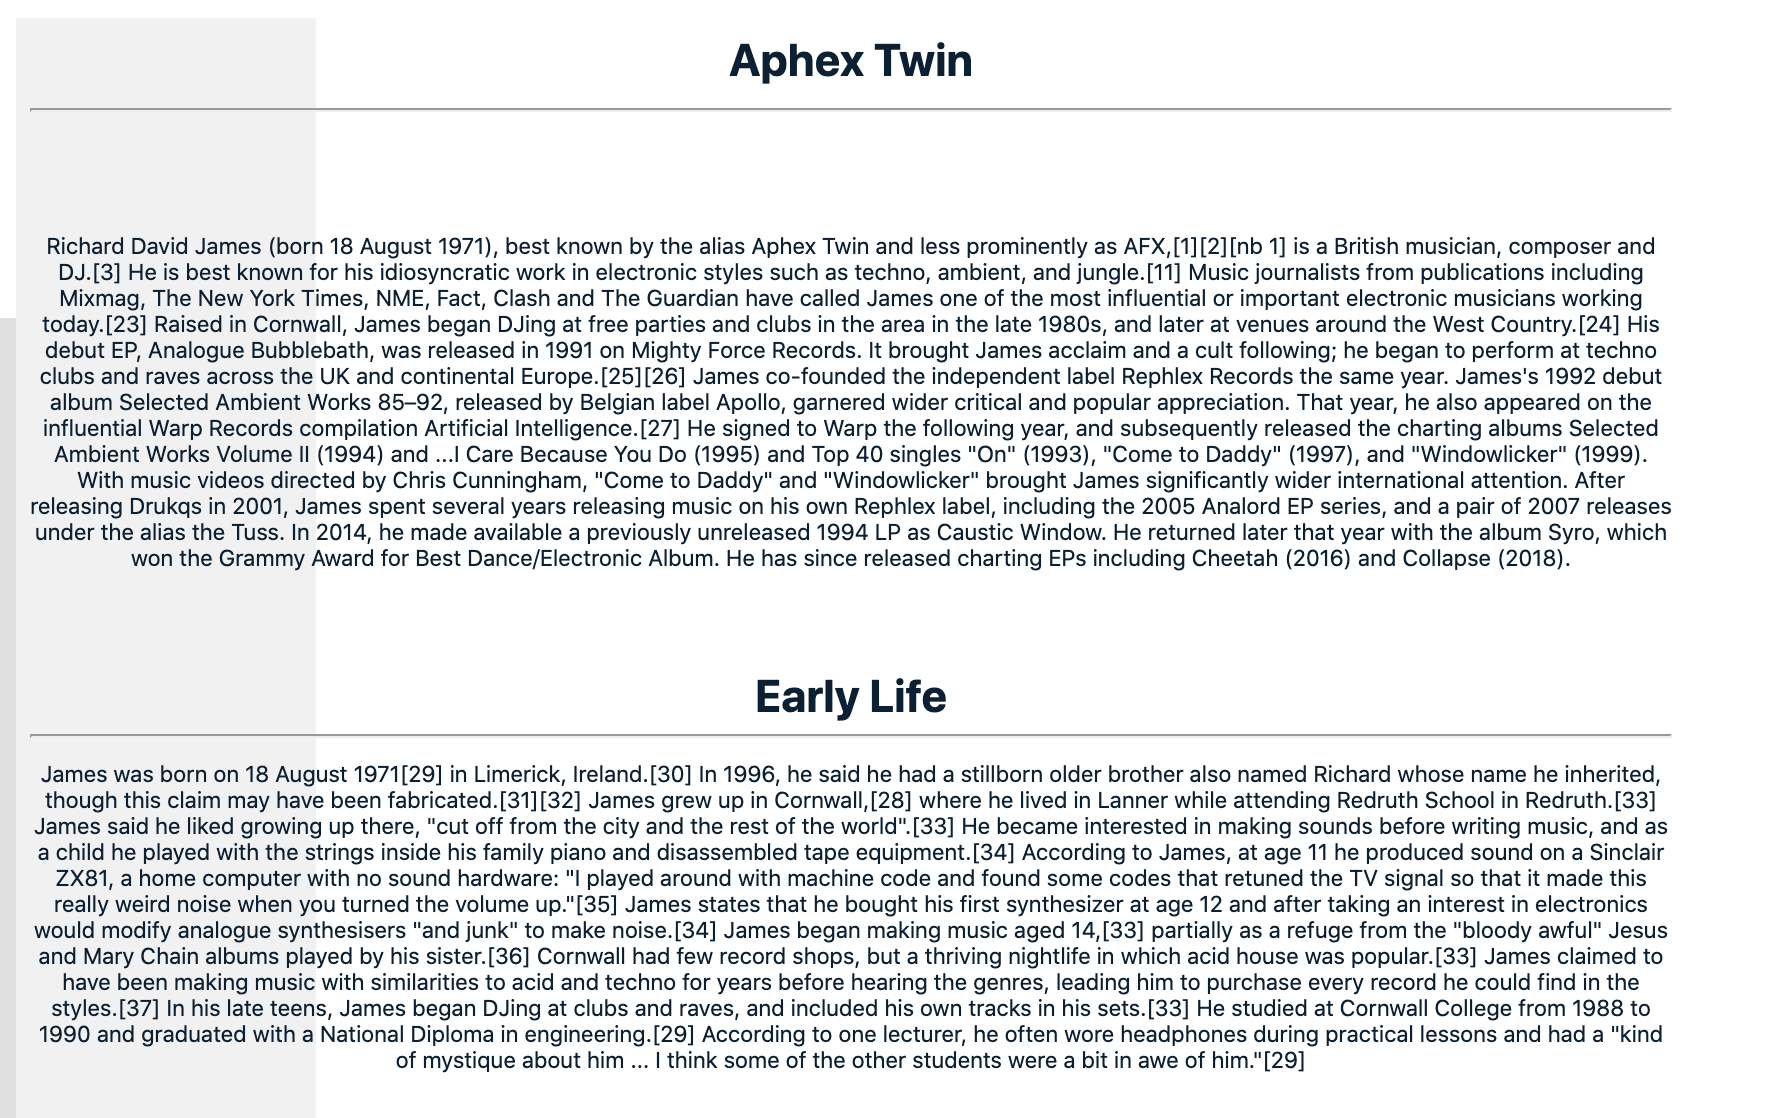 Aphex Twin
Richard David James (born 18 August 1971), best known by the alias Aphex Twin and less prominently as AFX,[1][2][nb 1] is a British musician, composer and
DJ.[3] He is best known for his idiosyncratic work in electronic styles such as techno, ambient, and jungle.[11] Music journalists from publications including
Mixmag, The New York Times, NME, Fact, Clash and The Guardian have called James one of the most influential or important electronic musicians working
today.[23] Raised in Cornwall, James began DJing at free parties and clubs in the area in the late 1980s, and later at venues around the West Country.[24] His
debut EP, Analogue Bubblebath, was released in 1991 on Mighty Force Records. It brought James acclaim and a cult following; he began to perform at techno
clubs and raves across the UK and continental Europe.[25][26] James co-founded the independent label Rephlex Records the same year. James's 1992 debut
album Selected Ambient Works 85–92, released by Belgian label Apollo, garnered wider critical and popular appreciation. That year, he also appeared on the
influential Warp Records compilation Artificial Intelligence.[27] He signed to Warp the following year, and subsequently released the charting albums Selected
Ambient Works Volume II (1994) and ...I Care Because You Do (1995) and Top 40 singles "On" (1993), "Come to Daddy" (1997), and "Windowlicker" (1999).
With music videos directed by Chris Cunningham, "Come to Daddy" and "Windowlicker" brought James significantly wider international attention. After
releasing Drukqs in 2001, James spent several years releasing music on his own Rephlex label, including the 2005 Analord EP series, and a pair of 2007 releases
under the alias the Tuss. In 2014, he made available a previously unreleased 1994 LP as Caustic Window. He returned later that year with the album Syro, which
won the Grammy Award for Best Dance/Electronic Album. He has since released charting EPs including Cheetah (2016) and Collapse (2018).
Early Life
James was born on 18 August 1971[29] in Limerick, Ireland.[30] In 1996, he said he had a stillborn older brother also named Richard whose name he inherited,
though this claim may have been fabricated.[31][32] James grew up in Cornwall,[28] where he lived in Lanner while attending Redruth School in Redruth.[33]
James said he liked growing up there, "cut off from the city and the rest of the world".[33] He became interested in making sounds before writing music, and as
a child he played with the strings inside his family piano and disassembled tape equipment.[34] According to James, at age 11 he produced sound on a Sinclair
ZX81, a home computer with no sound hardware: "I played around with machine code and found some codes that retuned the TV signal so that it made this
really weird noise when you turned the volume up."[35] James states that he bought his first synthesizer at age 12 and after taking an interest in electronics
would modify analogue synthesisers "and junk" to make noise.[34] James began making music aged 14,[33] partially as a refuge from the "bloody awful" Jesus
and Mary Chain albums played by his sister.[36] Cornwall had few record shops, but a thriving nightlife in which acid house was popular.[33] James claimed to
have been making music with similarities to acid and techno for years before hearing the genres, leading him to purchase every record he could find in the
styles.[37] In his late teens, James began DJing at clubs and raves, and included his own tracks in his sets.[33] He studied at Cornwall College from 1988 to
1990 and graduated with a National Diploma in engineering.[29] According to one lecturer, he often wore headphones during practical lessons and had a "kind
of mystique about him ... I think some of the other students were a bit in awe of him."[29]